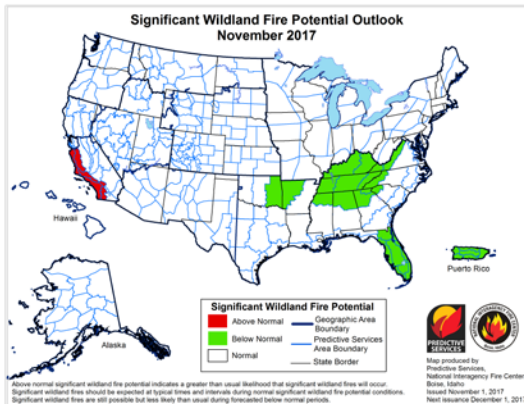 Significant Wildland Fire Potential Outlook
November 2017
Hawaii
Puerto Rico
Alaska
Significant Wildland Fire Potential
Above Normal
Below Normal
Normal
Geographic Area
Boundary
Predictive Services
Area Boundary
State Border
PREDICTIVE
SERVICES
Map produced by
Predictive Services,
National Interagency Fire Center
Boise, Idaho
Issued November 1, 2017
Next issuance December 1, 2017
Above normal significant wildland fire potential indicates a greater than usual likelihood that significant wildland fires will occur.
Significant wildland fires should be expected at typical times and intervals during normal significant wildland fire potential conditions.
Significant wildland fires are still possible but less likely than usual during forecasted below normal periods.